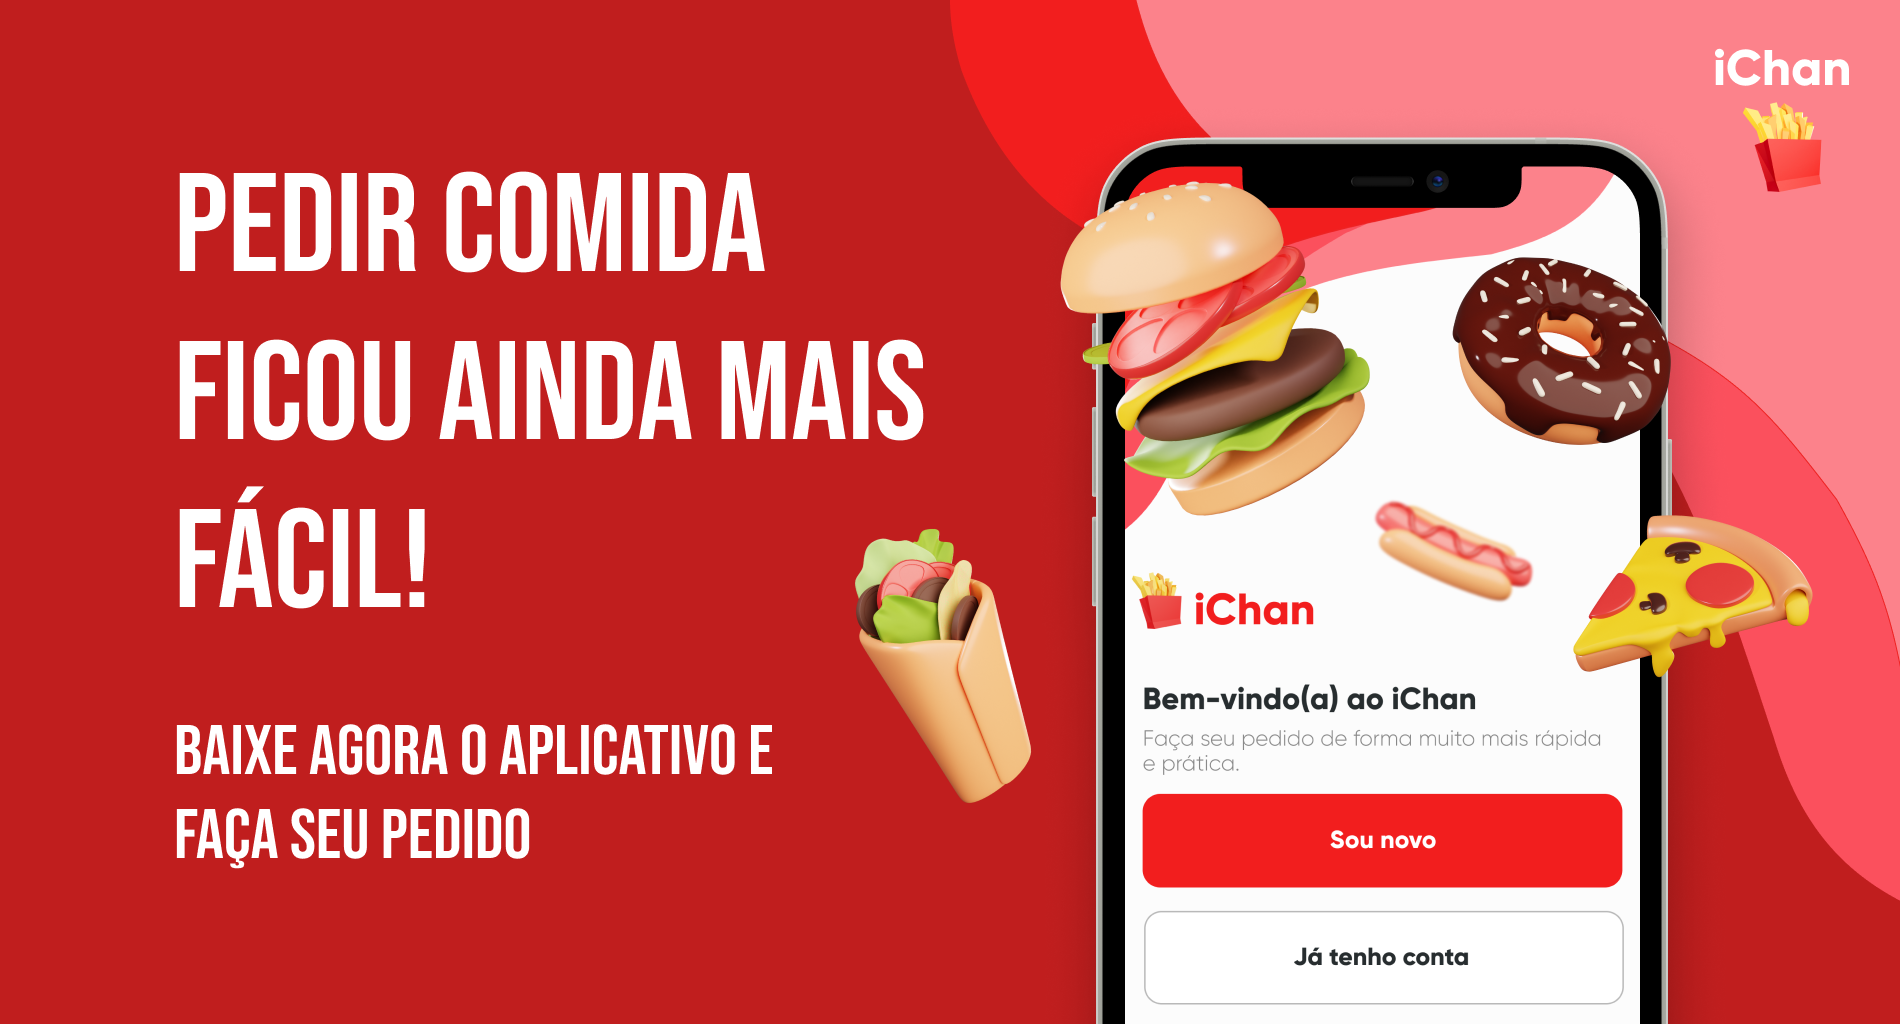 PEDIR COMIDA
FICOU AINDA MAIS
FÁCIL!
BAIXE AGORA O APLICATIVO E
FAÇA SEU PEDIDO
iChan
iChan
Bem-vindo(a) ao iChan
Faça seu pedido de forma muito mais rápida
e prática.
Sou novo
Já tenho conta